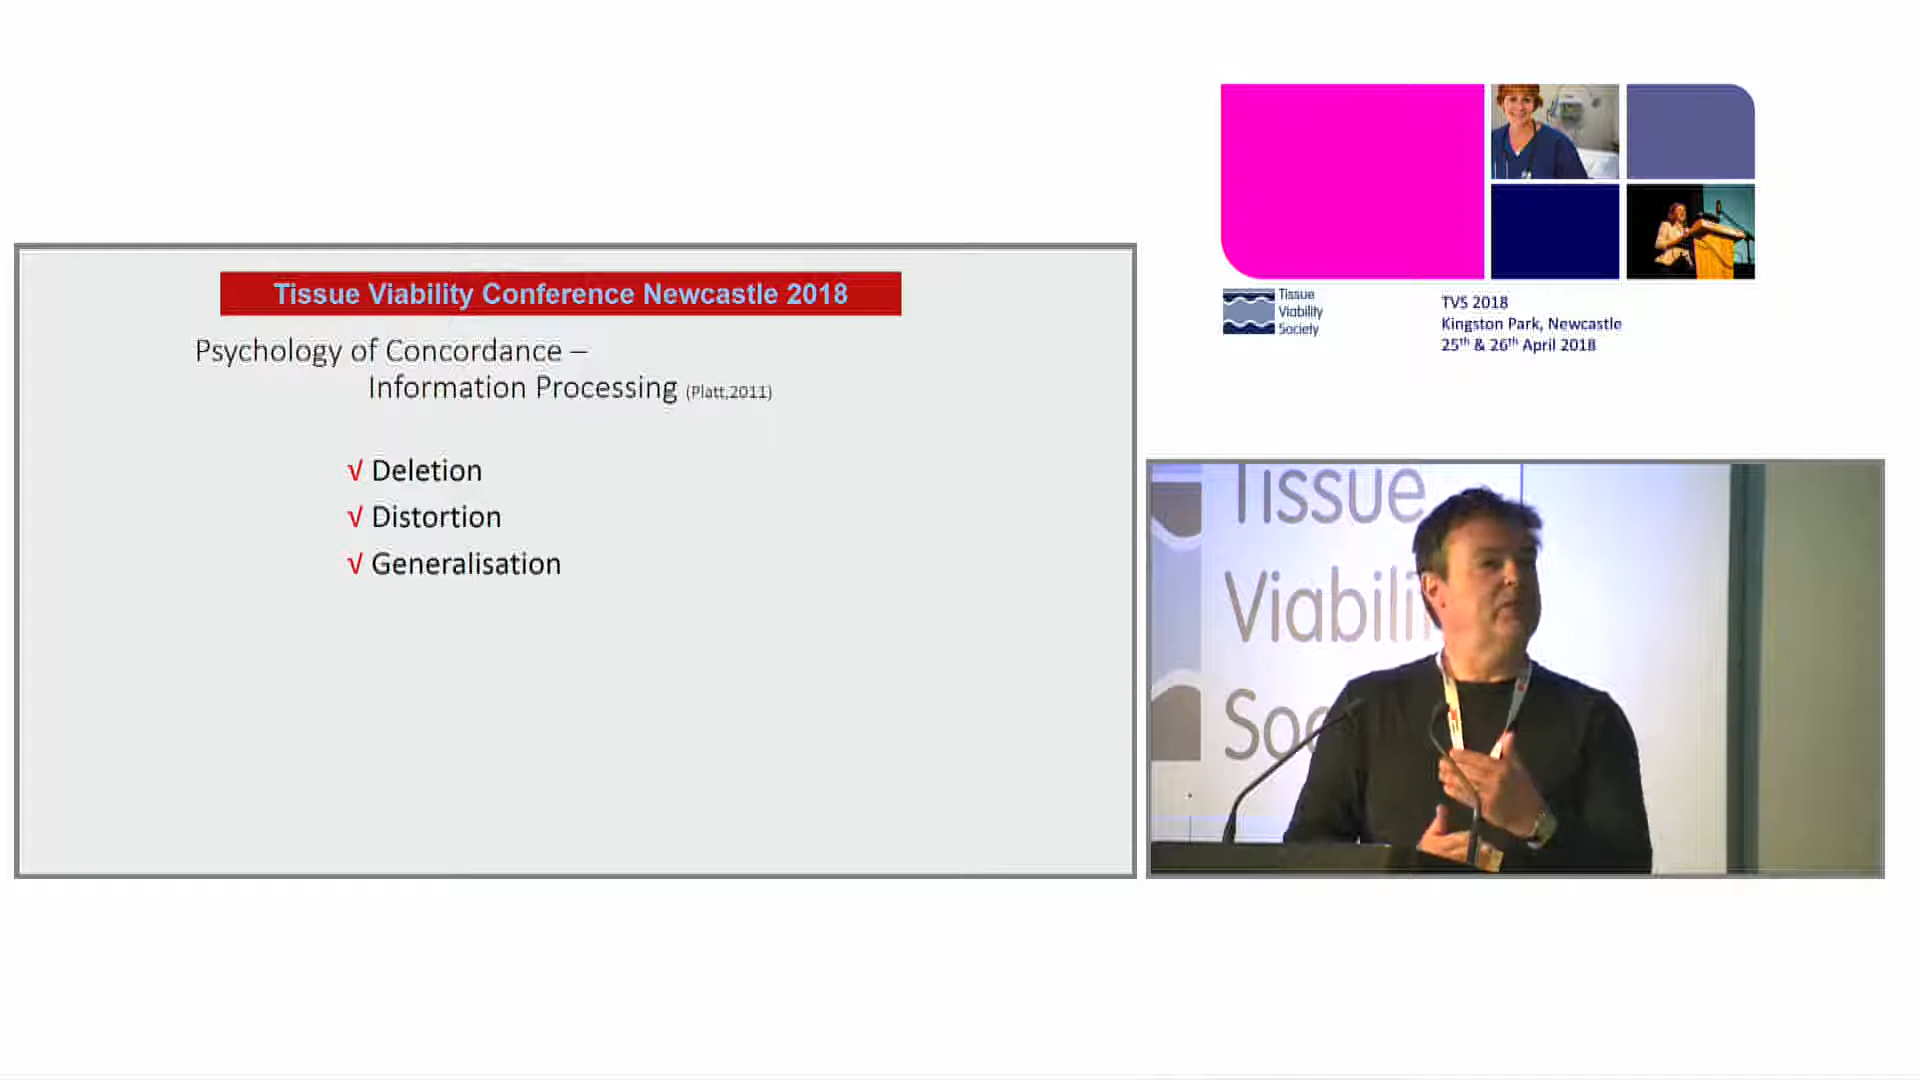 Tissue Viability Conference Newcastle 2018
Psychology of Concordance –
Information Processing (Platt,2011)
√ Deletion
√ Distortion
√ Generalisation
Tissue
Viability
Society
TVS 2018
Kingston Park, Newcastle
25th & 26th April 2018
Tissue
Viabili
Soc